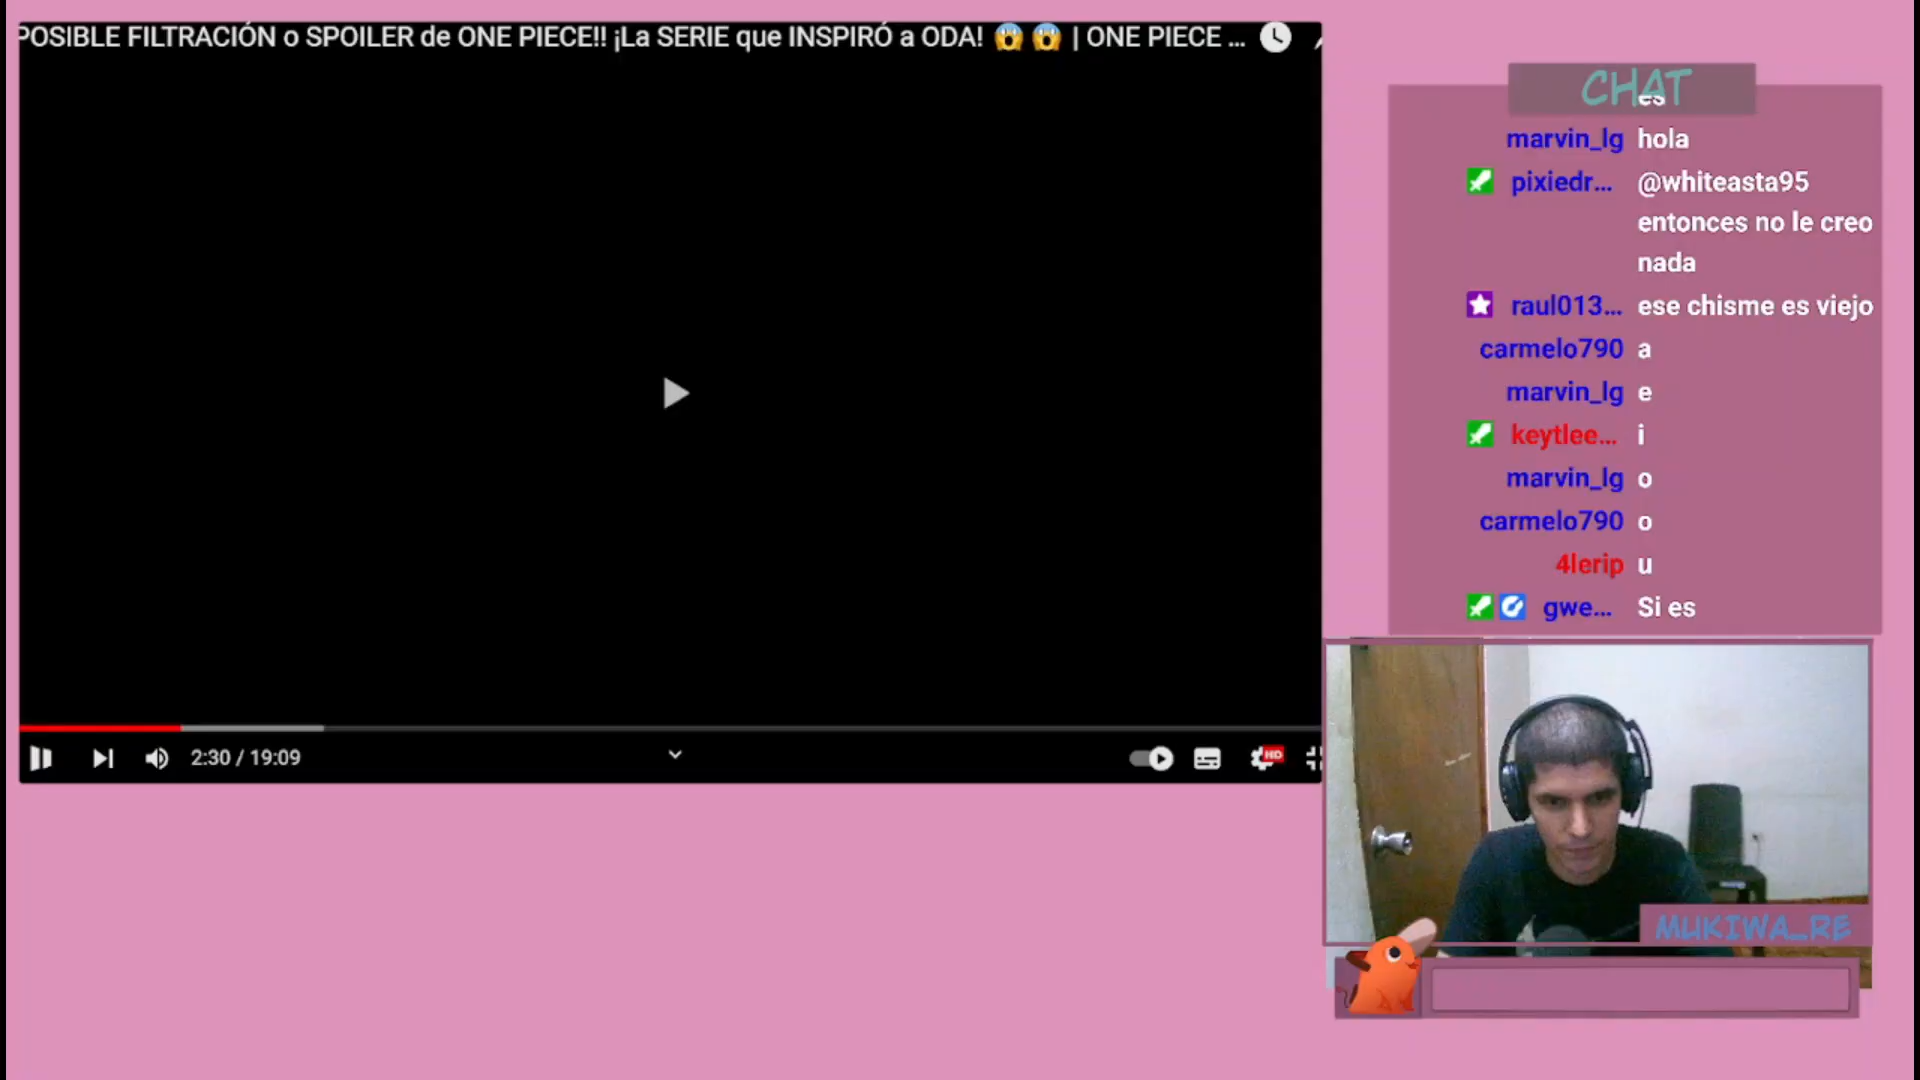 POSIBLE FILTRACIÓN o SPOILER de ONE PIECE!! ¡La SERIE que INSPIRÓ a ODA! 😱 😱 | ONE PIECE ...
CHAT
es
marvin_lg hola
pixiedr... @whiteasta95
entonces no le creo
nada
raul013... ese chisme es viejo
carmelo790 a
marvin_lg e
keytlee... i
marvin_lg o
carmelo790 o
4lerip u
gwe... Si es
2:30 / 19:09
HD
MUKIWA_RE